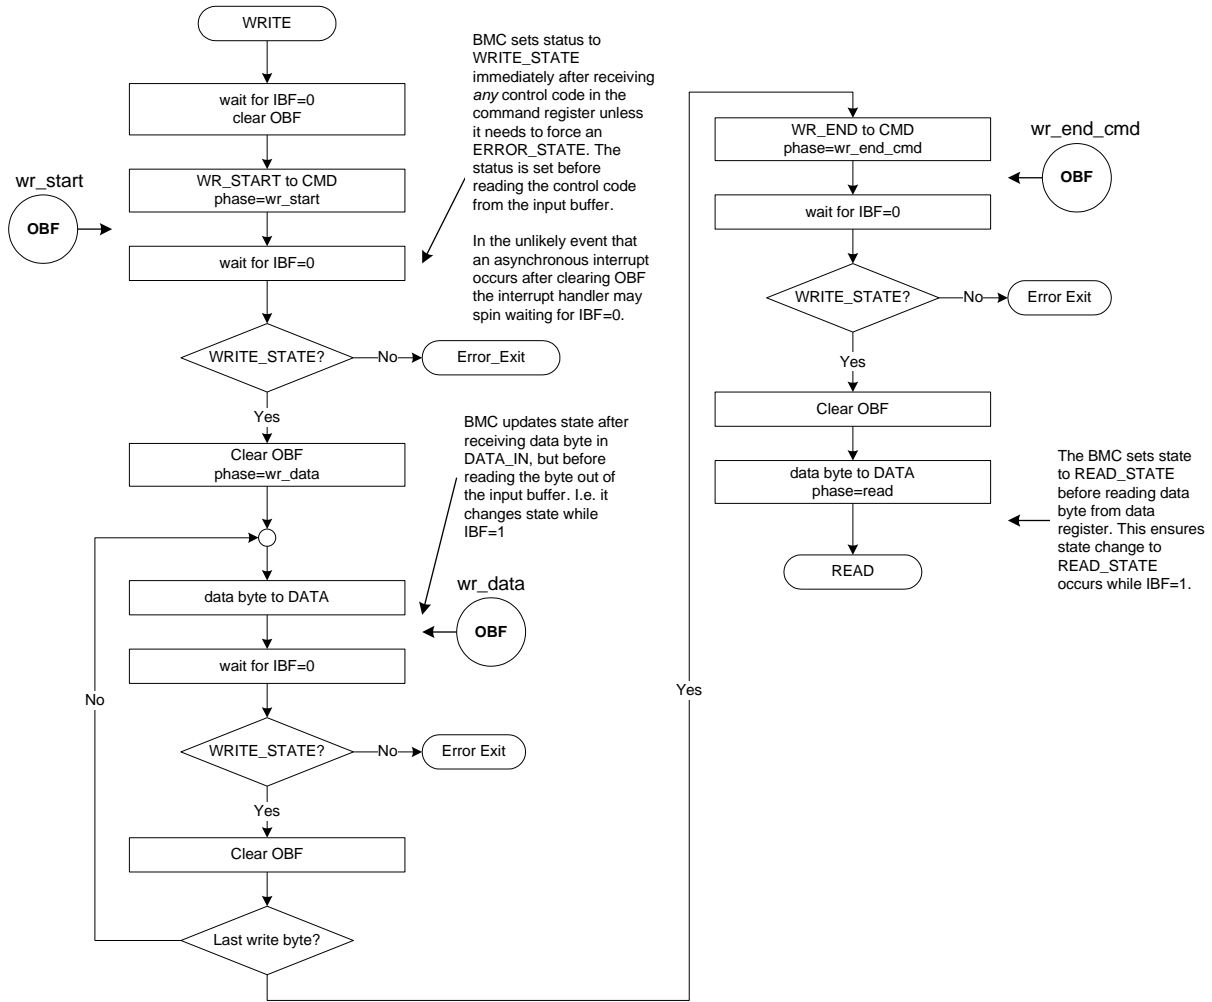 WRITE
wait for IBF=0
clear OBF
WR_START to CMD
phase=wr_start
wr_start
OBF
wait for IBF=0
WRITE_STATE?
No
Error_Exit
Yes
Clear OBF
phase=wr_data
data byte to DATA
wait for IBF=0
WRITE_STATE?
No
Error Exit
Yes
Clear OBF
Last write byte?
No
Yes
BMC sets status to
WRITE_STATE
immediately after receiving
any control code in the
command register unless
it needs to force an
ERROR_STATE. The
status is set before
reading the control code
from the input buffer.
In the unlikely event that
an asynchronous interrupt
occurs after clearing OBF
the interrupt handler may
spin waiting for IBF=0.
BMC updates state after
receiving data byte in
DATA_IN, but before
reading the byte out of
the input buffer. I.e. it
changes state while
IBF=1
wr_data
OBF
WR_END to CMD
phase=wr_end_cmd
wr_end_cmd
OBF
wait for IBF=0
WRITE_STATE?
No
Error Exit
Yes
Clear OBF
data byte to DATA
phase=read
READ
The BMC sets state
to READ_STATE
before reading data
byte from data
register. This ensures
state change to
READ_STATE
occurs while IBF=1.